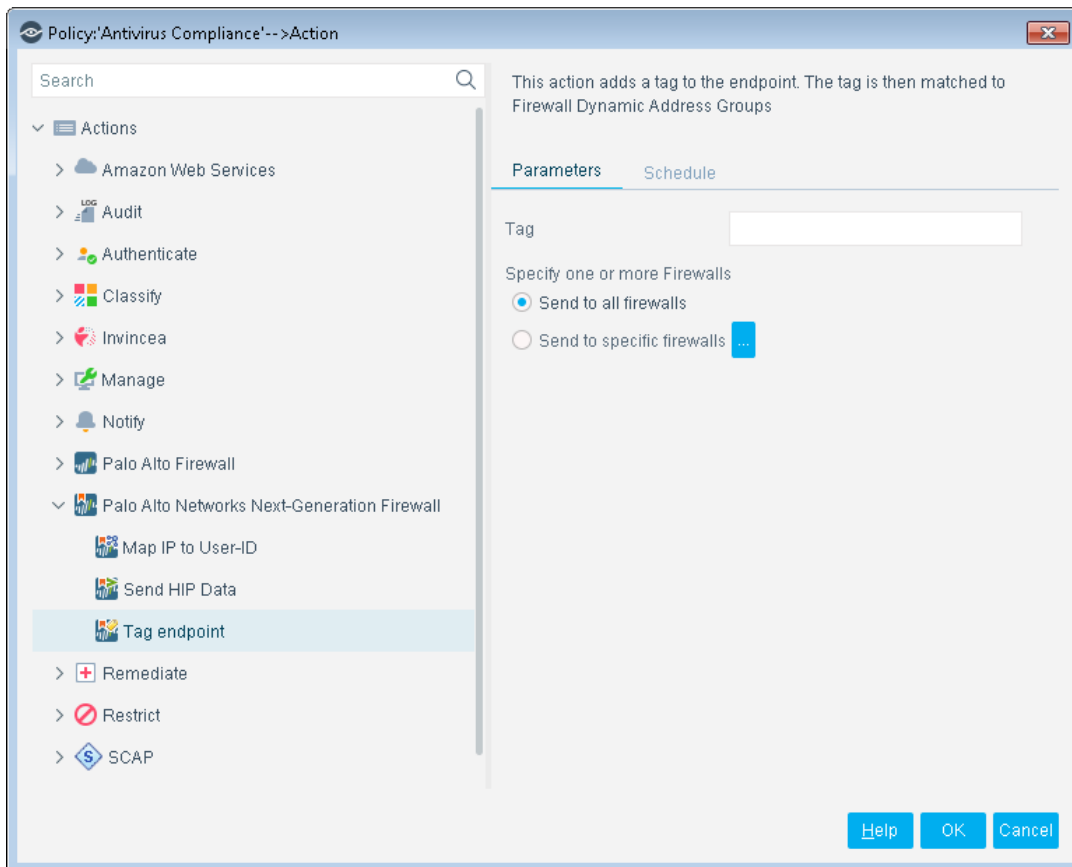 Policy:'Antivirus Compliance'-->Action
Search
Actions
Amazon Web Services
LOG
Audit
Authenticate
Classify
Invincea
Manage
Notify
Palo Alto Firewall
Palo Alto Networks Next-Generation Firewall
Map IP to User-ID
Send HIP Data
Tag endpoint
Remediate
Restrict
S
SCAP
This action adds a tag to the endpoint. The tag is then matched to
Firewall Dynamic Address Groups
Parameters
Schedule
Tag
Specify one or more Firewalls
Send to all firewalls
Send to specific firewalls ...
Help
OK
Cancel